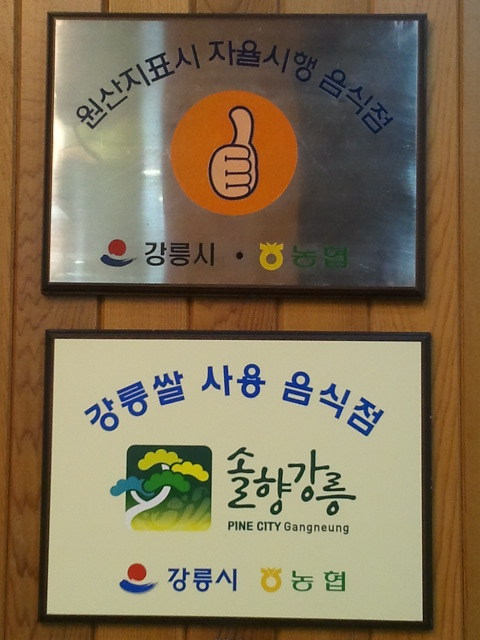 원산지표시 자율시행 음식점
강릉시 • 농협
강릉쌀 사용 음식점
솔향강릉
PINE CITY Gangneung
강릉시 농협